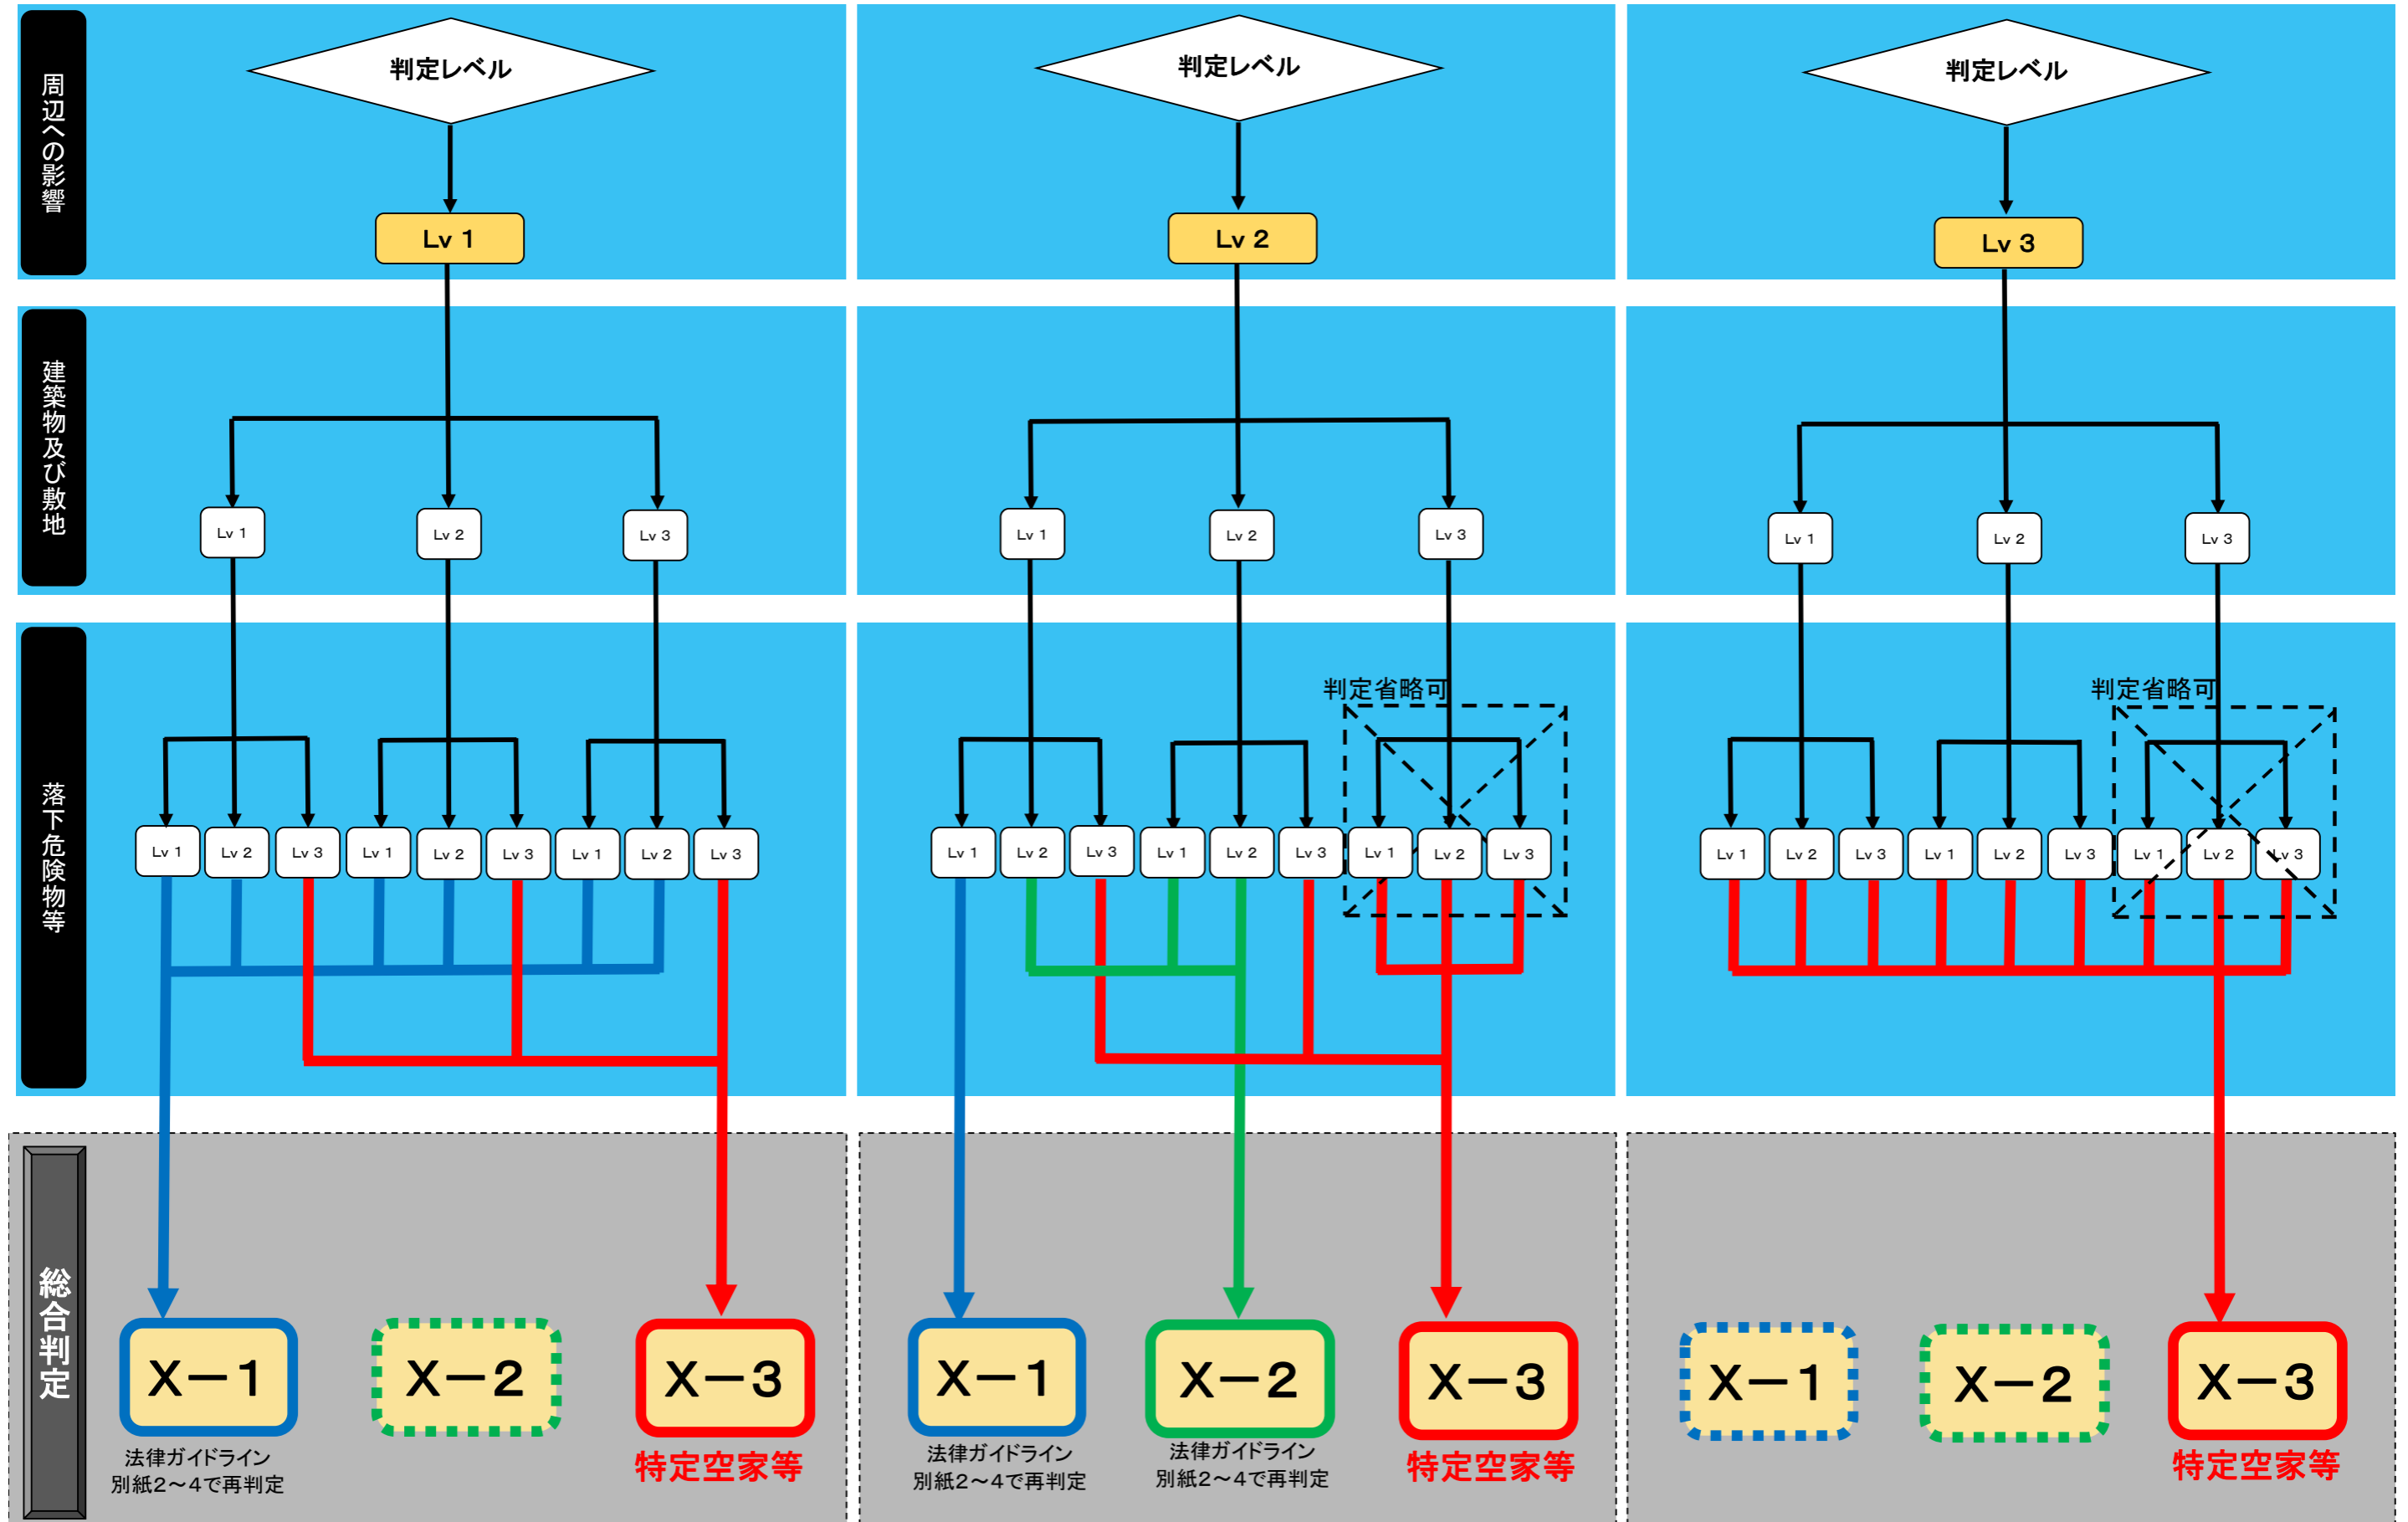 周辺への影響
判定レベル
判定レベル
判定レベル
Lv 1
Lv 2
Lv 3
建築物及び敷地
Lv 1
Lv 2
Lv 3
Lv 1
Lv 2
Lv 3
Lv 1
Lv 2
Lv 3
落下危険物等
判定省略可
判定省略可
Lv 1
Lv 2
Lv 3
Lv 1
Lv 2
Lv 3
Lv 1
Lv 2
Lv 3
Lv 1
Lv 2
Lv 3
Lv 1
Lv 2
Lv 3
Lv 1
Lv 2
Lv 3
Lv 1
Lv 2
Lv 3
Lv 1
Lv 2
Lv 3
Lv 1
Lv 2
Lv 3
総合判定
X－1
X－2
X－3
X－1
X－2
X－3
X－1
X－2
X－3
法律ガイドライン
別紙2～4で再判定
特定空家等
法律ガイドライン
別紙2～4で再判定
法律ガイドライン
別紙2～4で再判定
特定空家等
特定空家等